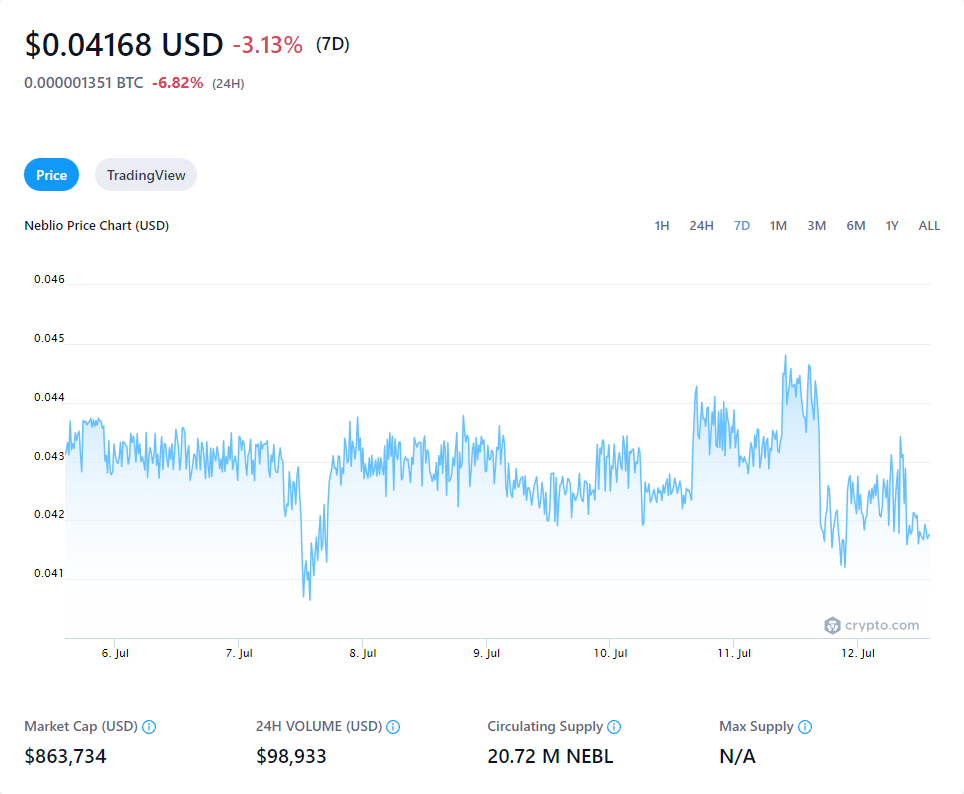 $0.04168 USD -3.13% (7D)
0.000001351 BTC -6.82% (24H)
Price TradingView
Neblio Price Chart (USD) 1H 24H 7D 1M 3M 6M 1Y ALL
0.046
0.045
0.044
0.043
0.042
0.041
crypto.com
6. Jul 7. Jul 8. Jul 9. Jul 10. Jul 11. Jul 12. Jul
Market Cap (USD) 24H VOLUME (USD) Circulating Supply Max Supply
$863,734 $98,933 20.72 M NEBL N/A